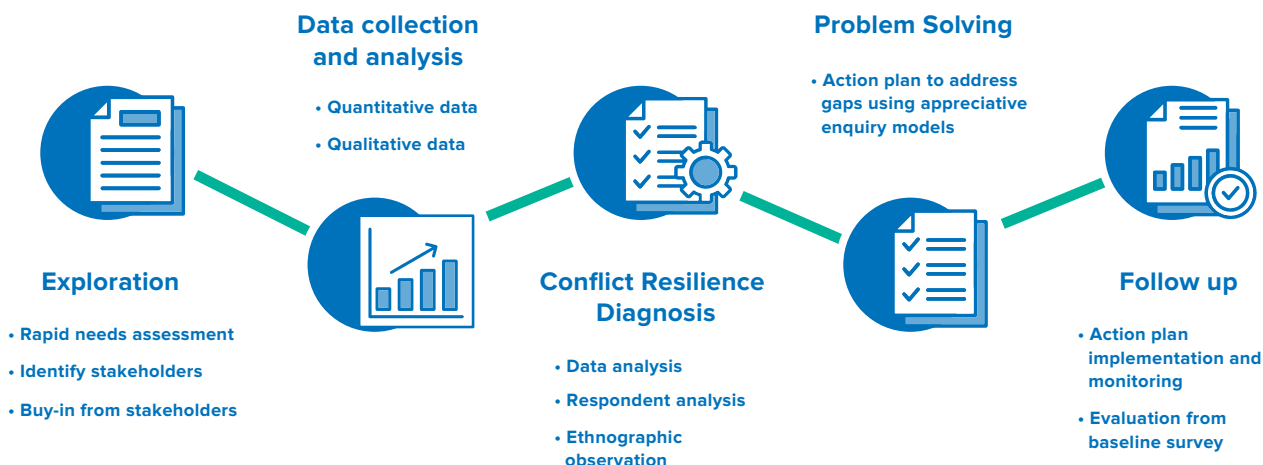 Exploration
• Rapid needs assessment
• Identify stakeholders
• Buy-in from stakeholders
Data collection
and analysis
• Quantitative data
• Qualitative data
Conflict Resilience
Diagnosis
• Data analysis
• Respondent analysis
• Ethnographic
observation
Problem Solving
• Action plan to address
gaps using appreciative
enquiry models
Follow up
• Action plan
implementation and
monitoring
• Evaluation from
baseline survey